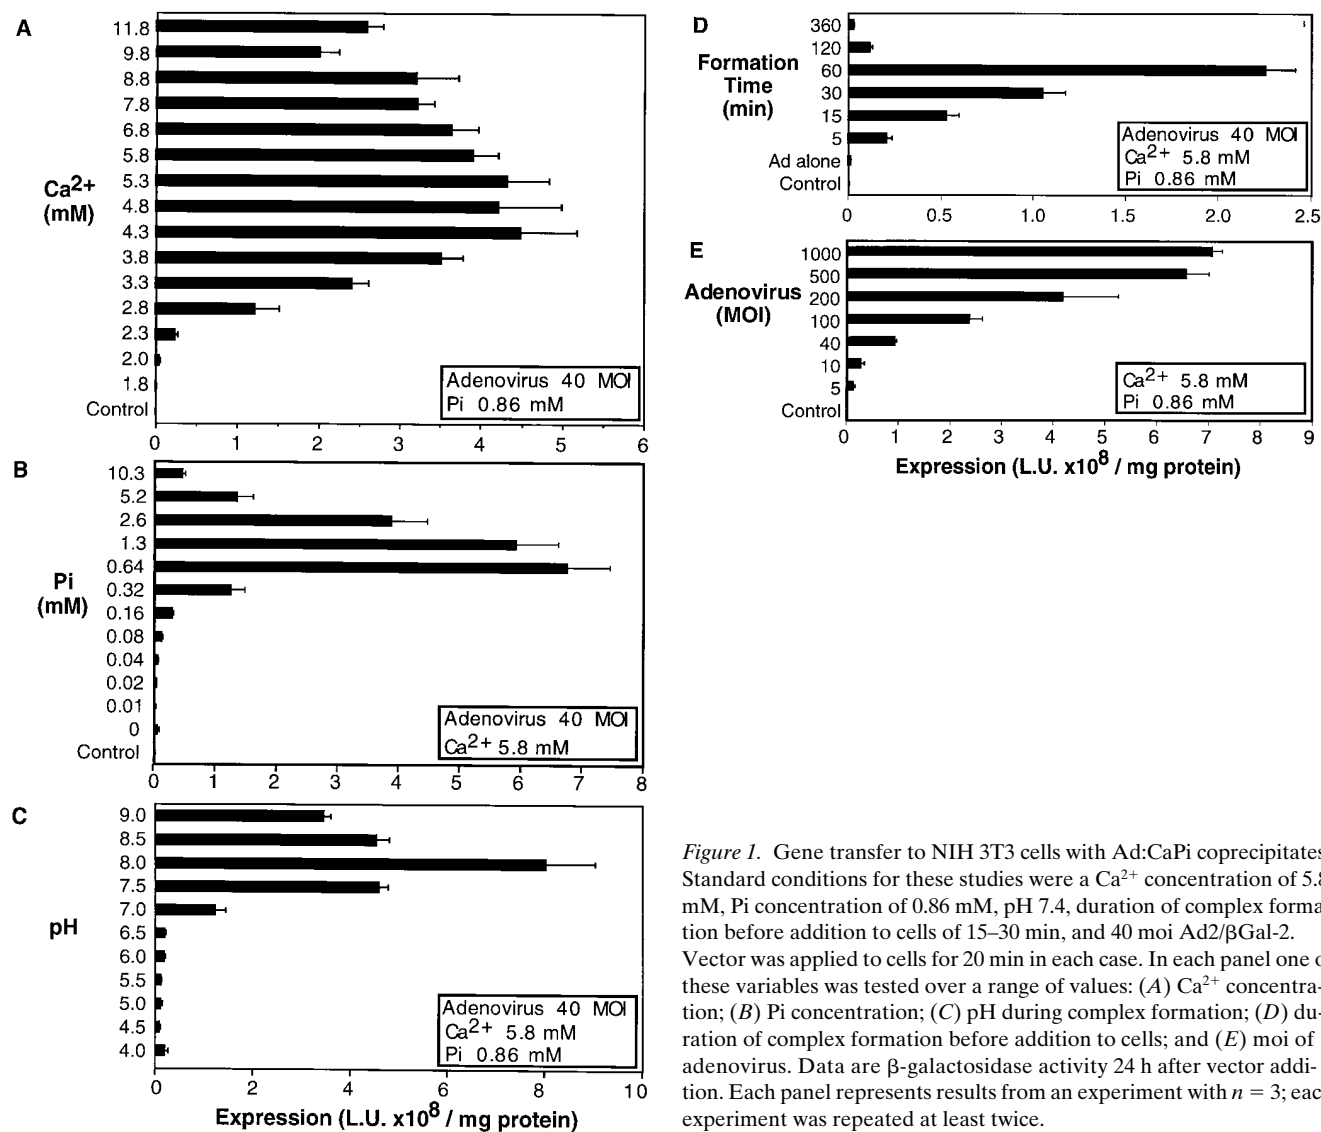 A
11.8
9.8
8.8
7.8
6.8
5.8
5.3
4.8
4.3
3.8
3.3
2.8
2.3
2.0
1.8
Control
Ca2+
(mM)
Adenovirus 40 MOI
Pi 0.86 mM
0 1 2 3 4 5 6
B
10.3
5.2
2.6
1.3
0.64
0.32
0.16
0.08
0.04
0.02
0.01
0
Control
Pi
(mM)
Adenovirus 40 MOI
Ca2+ 5.8 mM
0 1 2 3 4 5 6 7 8
C
9.0
8.5
8.0
7.5
7.0
6.5
6.0
5.5
5.0
4.5
4.0
pH
Adenovirus 40 MOI
Ca2+ 5.8 mM
Pi 0.86 mM
0 2 4 6 8 10
Expression (L.U. x10⁸ / mg protein)
D
360
120
60
30
15
5
Ad alone
Control
Formation
Time
(min)
Adenovirus 40 MOI
Ca2+ 5.8 mM
Pi 0.86 mM
0 0.5 1.0 1.5 2.0 2.5
E
1000
500
200
100
40
10
5
Control
Adenovirus
(MOI)
Ca2+ 5.8 mM
Pi 0.86 mM
0 1 2 3 4 5 6 7 8 9
Expression (L.U. x10⁸ / mg protein)
Figure 1. Gene transfer to NIH 3T3 cells with Ad:CaPi coprecipitates
Standard conditions for these studies were a Ca²⁺ concentration of 5.8
mM, Pi concentration of 0.86 mM, pH 7.4, duration of complex forma-
tion before addition to cells of 15–30 min, and 40 moi Ad2/βGal-2.
Vector was applied to cells for 20 min in each case. In each panel one o
these variables was tested over a range of values: (A) Ca²⁺ concentra-
tion; (B) Pi concentration; (C) pH during complex formation; (D) du-
ration of complex formation before addition to cells; and (E) moi of
adenovirus. Data are β-galactosidase activity 24 h after vector addi-
tion. Each panel represents results from an experiment with n = 3; eac
experiment was repeated at least twice.